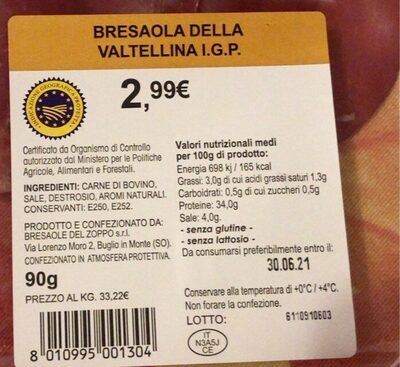 BRESAOLA DELLA
VALTELLINA I.G.P.
2,99€
INDICAZIONE GEOGRAFICA PROTETTA
Certificato da Organismo di Controllo
autorizzato dal Ministero per le Politiche
Agricole, Alimentari e Forestali.
INGREDIENTI: CARNE DI BOVINO,
SALE, DESTROSIO, AROMI NATURALI.
CONSERVANTI: E250, E252.
PRODOTTO E CONFEZIONATO DA:
BRESAOLE DEL ZOPPO s.r.l.
Via Lorenzo Moro 2, Buglio in Monte (SO).
CONFEZIONATO IN ATMOSFERA PROTETTIVA.
90g
PREZZO AL KG. 33,22€
8 010995 001304
Valori nutrizionali medi
per 100g di prodotto:
Energia 698 kj / 165 kcal
Grassi: 3,0g di cui acidi grassi saturi 1,3g
Carboidrati: 0,5g di cui zuccheri 0,5g
Proteine: 34,0g
Sale: 4,0g.
- senza glutine -
- senza lattosio -
Da consumarsi preferibilmente entro il:
30.06.21
Conservare alla temperatura di +0°C / +4°C.
Non forare la confezione.
LOTTO: 6110910603
IT
N3A5J
CE